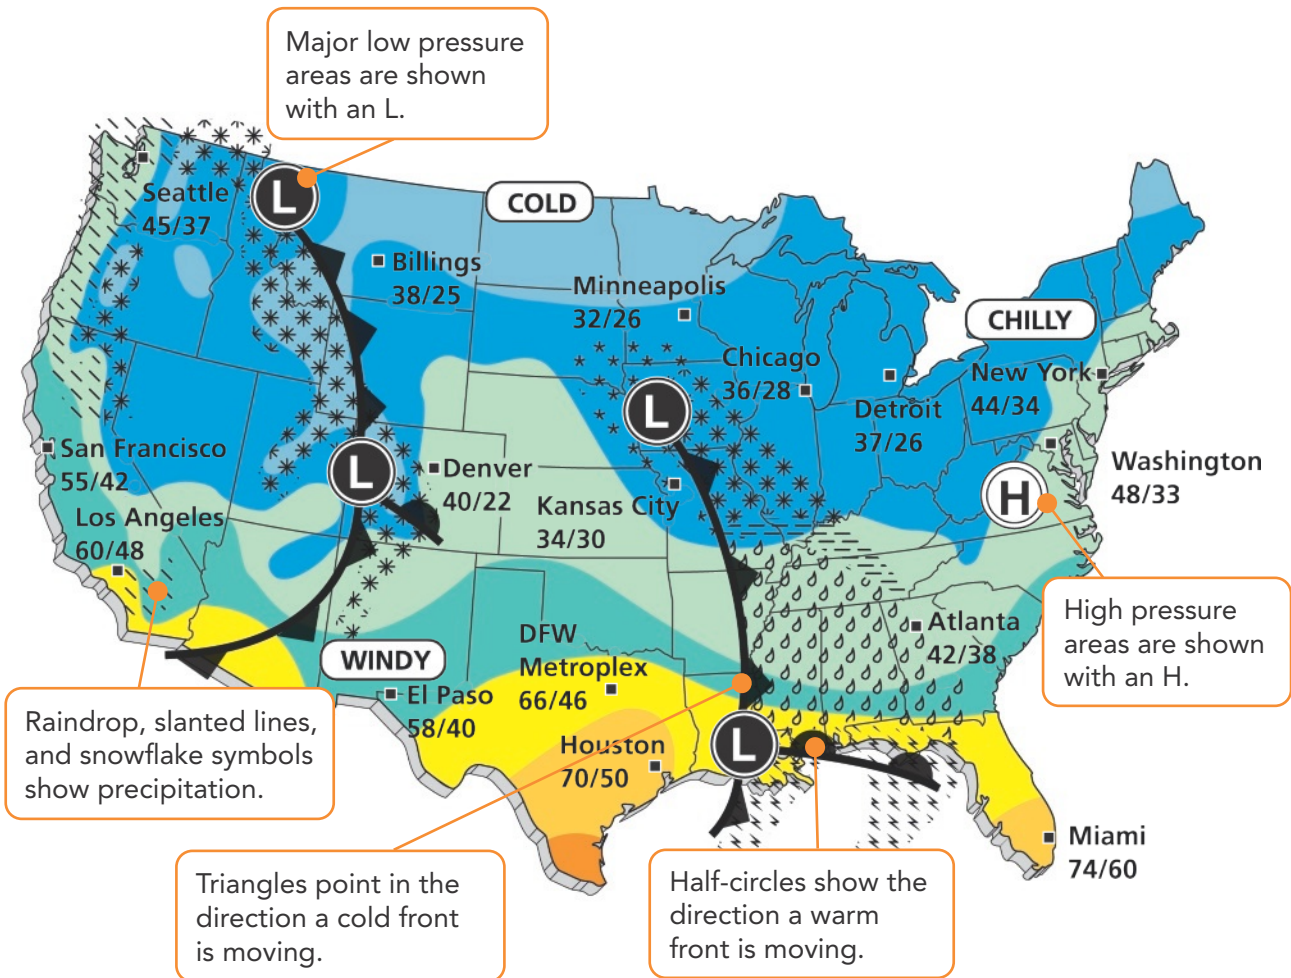 Major low pressure
areas are shown
with an L.
Seattle
45/37
L
COLD
Billings
38/25
Minneapolis
32/26
CHILLY
Chicago
36/28
New York
44/34
Detroit
37/26
L
San Francisco
55/42
L
Denver
40/22
Kansas City
34/30
Washington
48/33
H
Los Angeles
60/48
High pressure
areas are shown
with an H.
Atlanta
42/38
DFW
Metroplex
66/46
WINDY
El Paso
58/40
Houston
70/50
L
Raindrop, slanted lines,
and snowflake symbols
show precipitation.
Miami
74/60
Triangles point in the
direction a cold front
is moving.
Half-circles show the
direction a warm
front is moving.